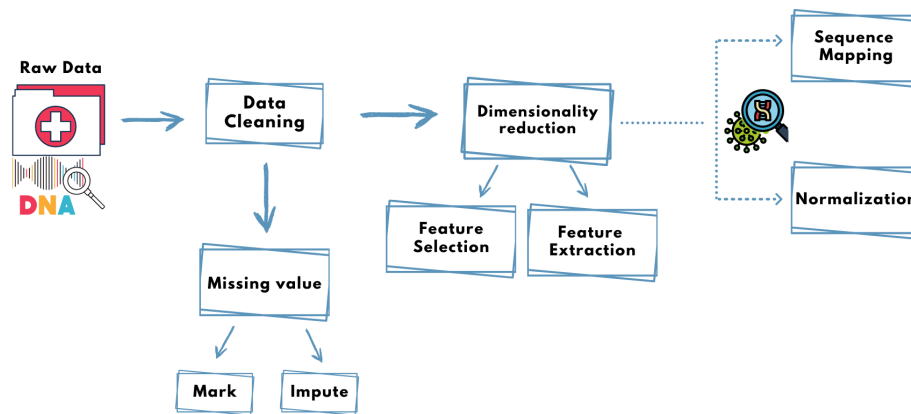 Raw Data
DNA
Data
Cleaning
Dimensionality
reduction
Sequence
Mapping
Normalization
Feature
Selection
Feature
Extraction
Missing value
Mark
Impute